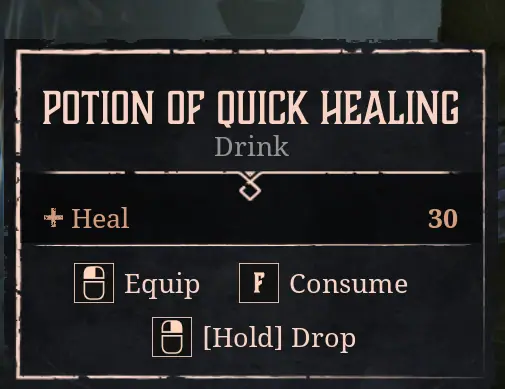 POTION OF QUICK HEALING
Drink
Heal 30
Equip F Consume
[Hold] Drop